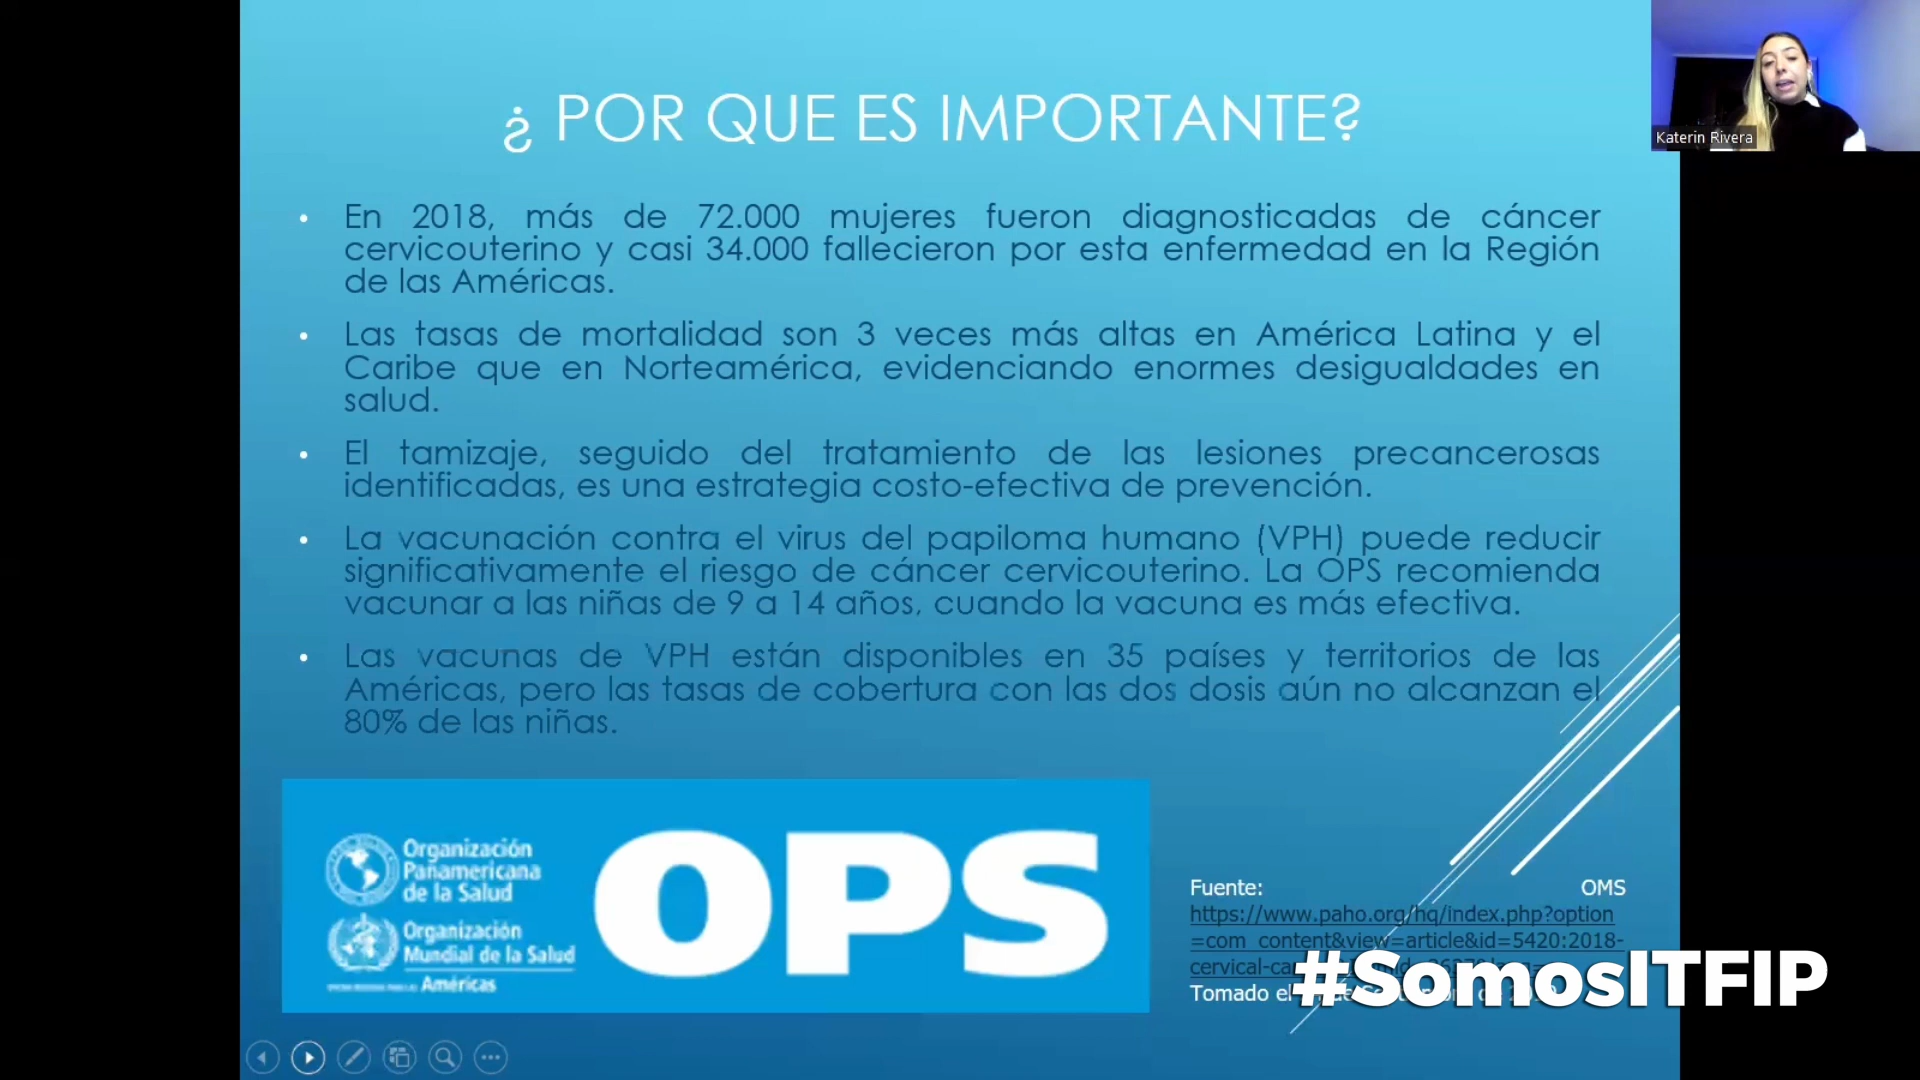 ¿ POR QUE ES IMPORTANTE?
Katerin Rivera
• En 2018, más de 72.000 mujeres fueron diagnosticadas de cáncer
cervicouterino y casi 34.000 fallecieron por esta enfermedad en la Región
de las Américas.
• Las tasas de mortalidad son 3 veces más altas en América Latina y el
Caribe que en Norteamérica, evidenciando enormes desigualdades en
salud.
• El tamizaje, seguido del tratamiento de las lesiones precancerosas
identificadas, es una estrategia costo-efectiva de prevención.
• La vacunación contra el virus del papiloma humano (VPH) puede reducir
significativamente el riesgo de cáncer cervicouterino. La OPS recomienda
vacunar a las niñas de 9 a 14 años, cuando la vacuna es más efectiva.
• Las vacunas de VPH están disponibles en 35 países y territorios de las
Américas, pero las tasas de cobertura con las dos dosis aún no alcanzan el
80% de las niñas.
Organización
Panamericana
de la Salud
Organización
Mundial de la Salud
Américas
OPS
Fuente: OMS
https://www.paho.org/hq/index.php?option
=com_content&view=article&id=5420:2018-
Tomado el
#SomosITFIP